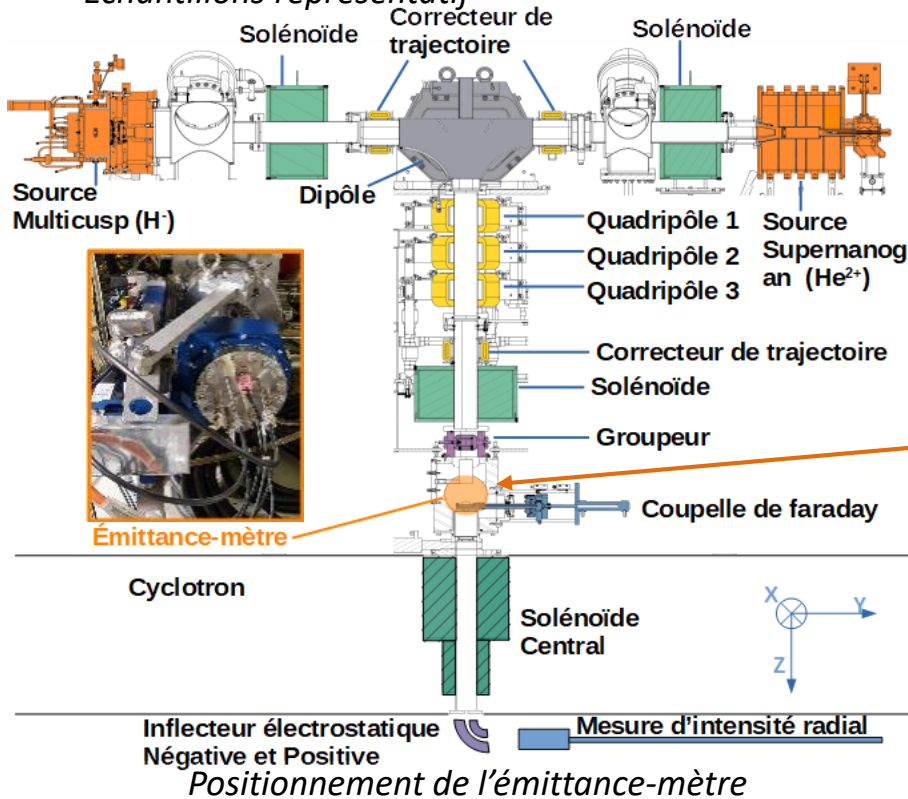 Échantillons représentatif
Correcteur de
trajectoire
Solénoïde
Solénoïde
Source
Multicusp (H-)
Dipôle
Quadripôle 1
Quadripôle 2
Quadripôle 3
Source
Supernanog
an (He2+)
Correcteur de trajectoire
Solénoïde
Groupeur
Coupelle de faraday
Émittance-mètre
Cyclotron
Solénoïde
Central
X
Y
Z
Inflecteur électrostatique
Négative et Positive
Mesure d’intensité radial
Positionnement de l’émittance-mètre